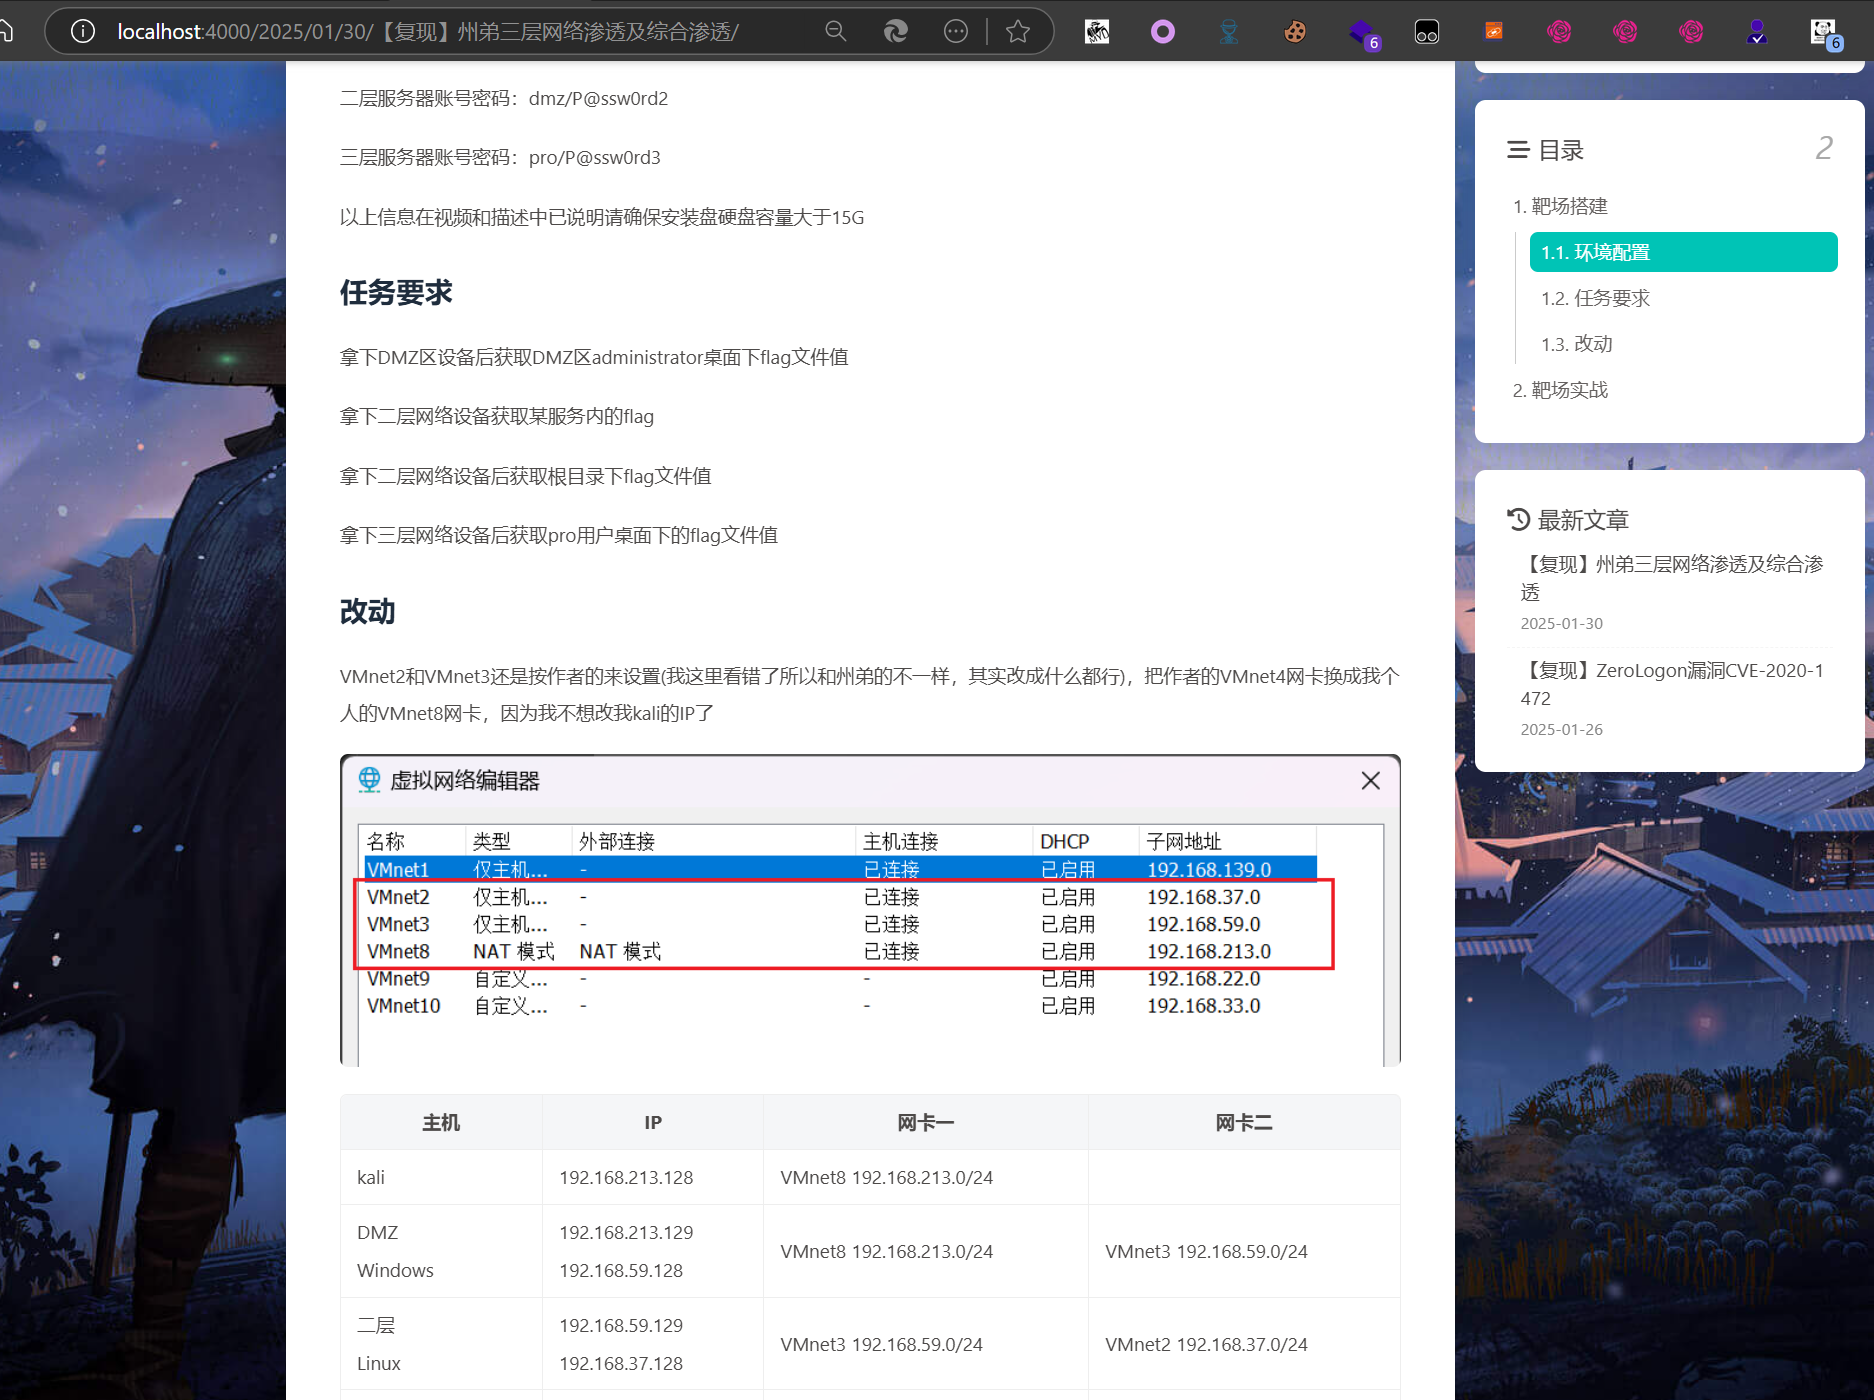 localhost:4000/2025/01/30/【复现】州弟三层网络渗透及综合渗透/
6
6
二层服务器账号密码：dmz/P@ssw0rd2
三层服务器账号密码：pro/P@ssw0rd3
以上信息在视频和描述中已说明请确保安装盘硬盘容量大于15G
任务要求
拿下DMZ区设备后获取DMZ区administrator桌面下flag文件值
拿下二层网络设备获取某服务内的flag
拿下二层网络设备后获取根目录下flag文件值
拿下三层网络设备后获取pro用户桌面下的flag文件值
改动
VMnet2和VMnet3还是按作者的来设置(我这里看错了所以和州弟的不一样，其实改成什么都行)，把作者的VMnet4网卡换成我个
人的VMnet8网卡，因为我不想改我kali的IP了
虚拟网络编辑器
名称 类型 外部连接 主机连接 DHCP 子网地址
VMnet1 仅主机... - 已连接 已启用 192.168.139.0
VMnet2 仅主机... - 已连接 已启用 192.168.37.0
VMnet3 仅主机... - 已连接 已启用 192.168.59.0
VMnet8 NAT 模式 NAT 模式 已连接 已启用 192.168.213.0
VMnet9 自定义... - - 已启用 192.168.22.0
VMnet10 自定义... - - 已启用 192.168.33.0
主机 IP 网卡一 网卡二
kali 192.168.213.128 VMnet8 192.168.213.0/24
DMZ 192.168.213.129
Windows 192.168.59.128
VMnet8 192.168.213.0/24 VMnet3 192.168.59.0/24
二层 192.168.59.129
Linux 192.168.37.128
VMnet3 192.168.59.0/24 VMnet2 192.168.37.0/24
目录 2
1. 靶场搭建
1.1. 环境配置
1.2. 任务要求
1.3. 改动
2. 靶场实战
最新文章
【复现】州弟三层网络渗透及综合渗
透
2025-01-30
【复现】ZeroLogon漏洞CVE-2020-1
472
2025-01-26